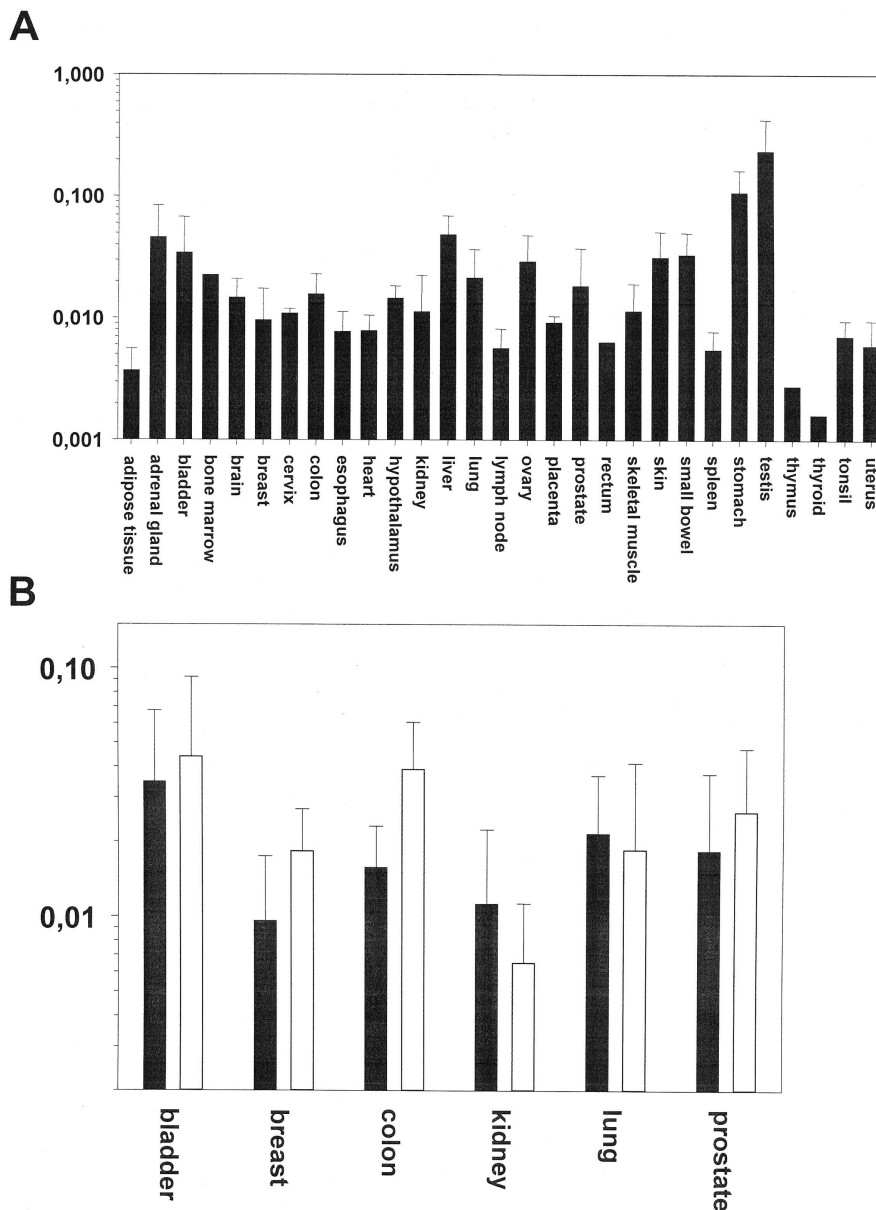 A
1,000
0,100
0,010
0,001
adipose tissue
adrenal gland
bladder
bone marrow
brain
breast
cervix
colon
esophagus
heart
hypothalamus
kidney
liver
lung
lymph node
ovary
placenta
prostate
rectum
skeletal muscle
skin
small bowel
spleen
stomach
testis
thymus
thyroid
tonsil
uterus
B
0,10
0,01
bladder
breast
colon
kidney
lung
prostate